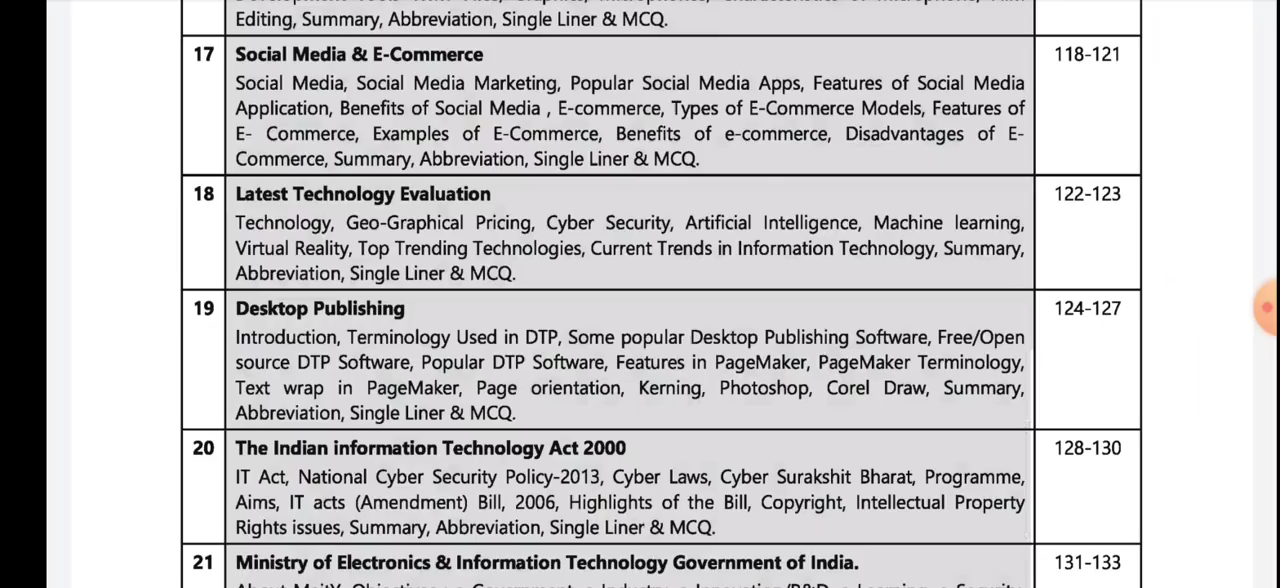 Editing, Summary, Abbreviation, Single Liner & MCQ.
17 Social Media & E-Commerce 118-121
Social Media, Social Media Marketing, Popular Social Media Apps, Features of Social Media
Application, Benefits of Social Media , E-commerce, Types of E-Commerce Models, Features of
E- Commerce, Examples of E-Commerce, Benefits of e-commerce, Disadvantages of E-
Commerce, Summary, Abbreviation, Single Liner & MCQ.
18 Latest Technology Evaluation 122-123
Technology, Geo-Graphical Pricing, Cyber Security, Artificial Intelligence, Machine learning,
Virtual Reality, Top Trending Technologies, Current Trends in Information Technology, Summary,
Abbreviation, Single Liner & MCQ.
19 Desktop Publishing 124-127
Introduction, Terminology Used in DTP, Some popular Desktop Publishing Software, Free/Open
source DTP Software, Popular DTP Software, Features in PageMaker, PageMaker Terminology,
Text wrap in PageMaker, Page orientation, Kerning, Photoshop, Corel Draw, Summary,
Abbreviation, Single Liner & MCQ.
20 The Indian information Technology Act 2000 128-130
IT Act, National Cyber Security Policy-2013, Cyber Laws, Cyber Surakshit Bharat, Programme,
Aims, IT acts (Amendment) Bill, 2006, Highlights of the Bill, Copyright, Intellectual Property
Rights issues, Summary, Abbreviation, Single Liner & MCQ.
21 Ministry of Electronics & Information Technology Government of India. 131-133